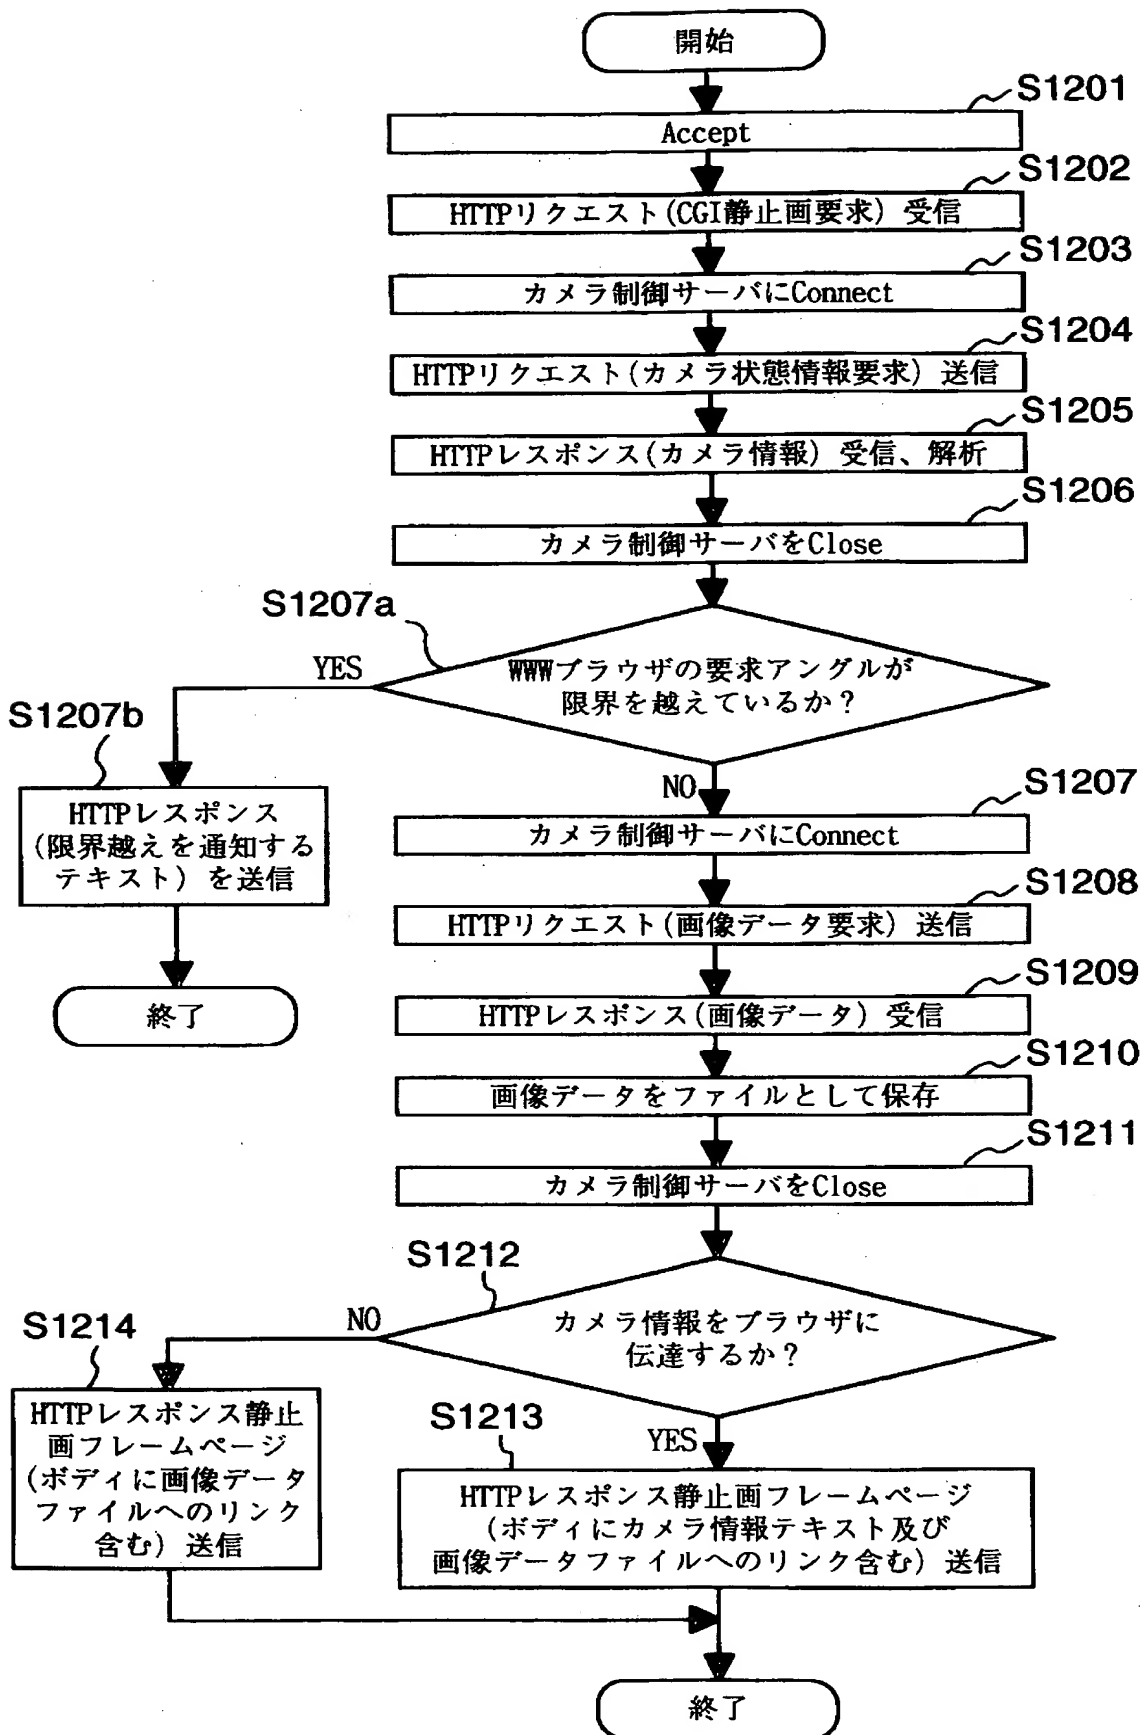 開始
S1201
Accept
S1202
HTTPリクエスト(CGI静止画要求) 受信
S1203
カメラ制御サーバにConnect
S1204
HTTPリクエスト(カメラ状態情報要求) 送信
S1205
HTTPレスポンス(カメラ情報) 受信、解析
S1206
カメラ制御サーバをClose
S1207a
WWWブラウザの要求アングルが
限界を越えているか?
YES
S1207b
HTTPレスポンス
(限界越えを通知する
テキスト) を送信
終了
NO
S1207
カメラ制御サーバにConnect
S1208
HTTPリクエスト(画像データ要求) 送信
S1209
HTTPレスポンス(画像データ) 受信
S1210
画像データをファイルとして保存
S1211
カメラ制御サーバをClose
S1212
カメラ情報をブラウザに
伝達するか?
NO
S1214
HTTPレスポンス静止
画フレームページ
(ボディに画像データ
ファイルへのリンク
含む) 送信
YES
S1213
HTTPレスポンス静止画フレームページ
(ボディにカメラ情報テキスト及び
画像データファイルへのリンク含む) 送信
終了